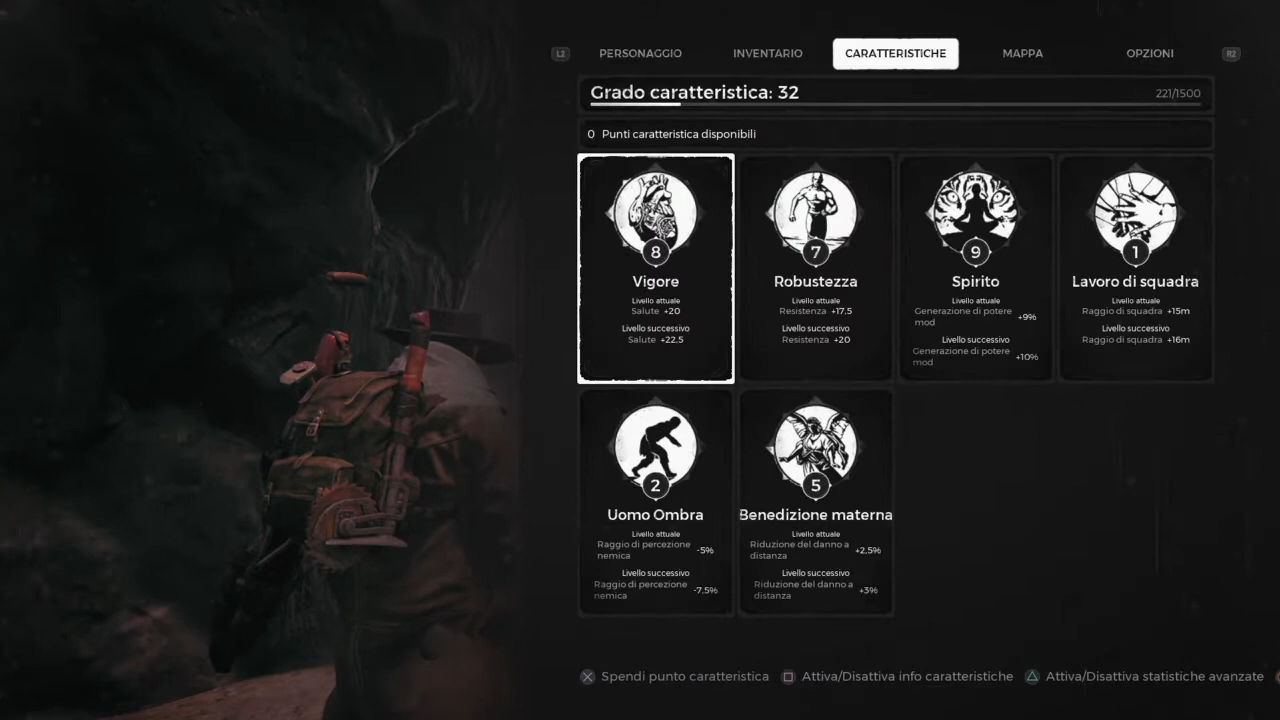 L2 PERSONAGGIO INVENTARIO CARATTERISTICHE MAPPA OPZIONI R2
Grado caratteristica: 32 221/1500
0 Punti caratteristica disponibili
8
Vigore
Livello attuale
Salute +20
Livello successivo
Salute +22.5
7
Robustezza
Livello attuale
Resistenza +17,5
Livello successivo
Resistenza +20
9
Spirito
Livello attuale
Generazione di potere
mod +9%
Livello successivo
Generazione di potere
mod +10%
1
Lavoro di squadra
Livello attuale
Raggio di squadra +15m
Livello successivo
Raggio di squadra +16m
2
Uomo Ombra
Livello attuale
Raggio di percezione
nemica -5%
Livello successivo
Raggio di percezione
nemica -7,5%
5
Benedizione materna
Livello attuale
Riduzione del danno a
distanza +2,5%
Livello successivo
Riduzione del danno a
distanza +3%
Spendi punto caratteristica Attiva/Disattiva info caratteristiche Attiva/Disattiva statistiche avanzate